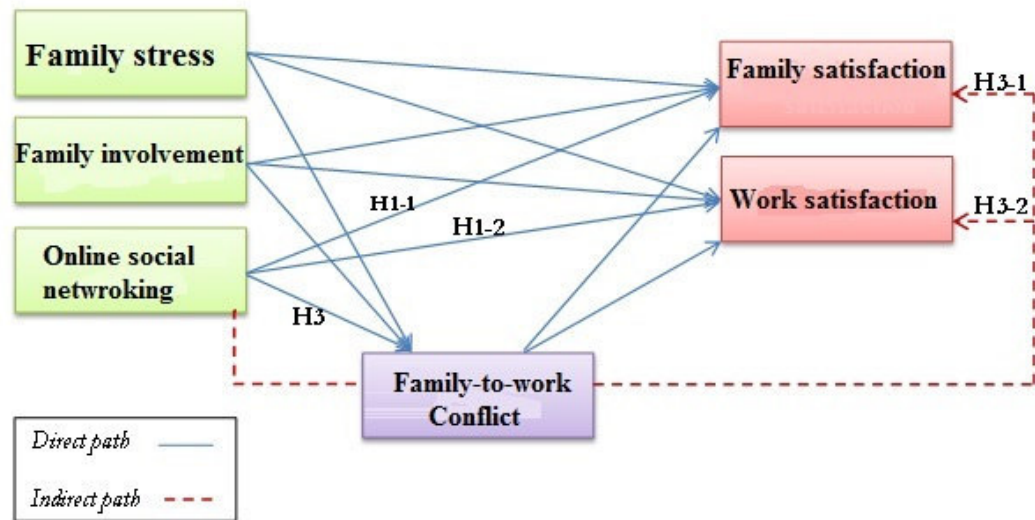 Family stress
Family satisfaction
H3-1
Family involvement
Work satisfaction
H3-2
H1-1
H1-2
Online social
netwroking
H3
Family-to-work
Conflict
Direct path
Indirect path